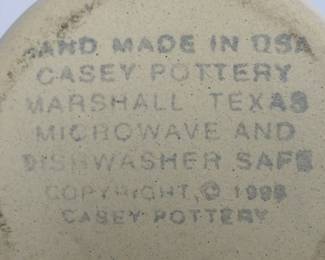 HAND MADE IN USA
CASEY POTTERY
MARSHALL TEXAS
MICROWAVE AND
DISHWASHER SAFE
COPYRIGHT, © 1998
CASEY POTTERY